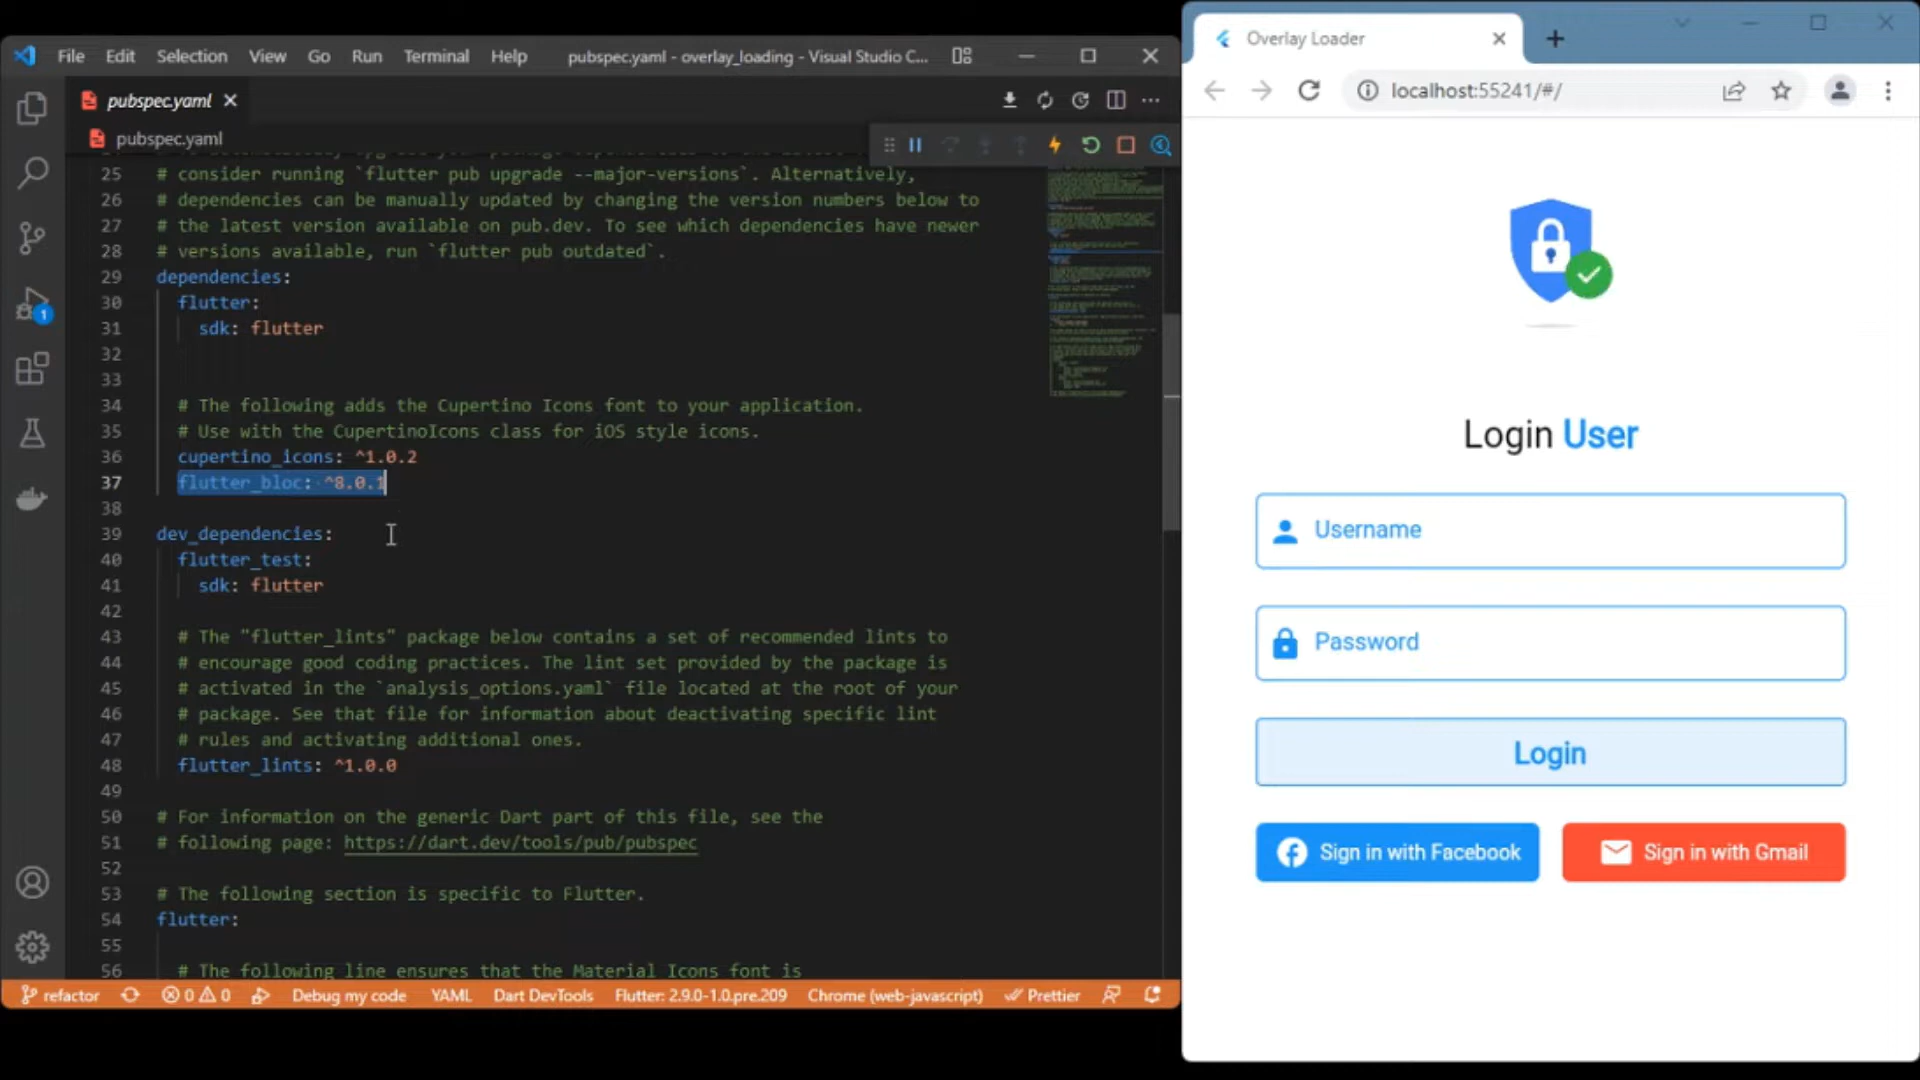 File Edit Selection View Go Run Terminal Help pubspec.yaml - overlay_loading - Visual Studio C...
pubspec.yaml
pubspec.yaml
25 # consider running `flutter pub upgrade --major-versions`. Alternatively,
26 # dependencies can be manually updated by changing the version numbers below to
27 # the latest version available on pub.dev. To see which dependencies have newer
28 # versions available, run `flutter pub outdated`.
29 dependencies:
30 flutter:
31 sdk: flutter
32
33
34 # The following adds the Cupertino Icons font to your application.
35 # Use with the CupertinoIcons class for iOS style icons.
36 cupertino_icons: ^1.0.2
37 flutter_bloc: ^8.0.1
38
39 dev_dependencies:
40 flutter_test:
41 sdk: flutter
42
43 # The "flutter_lints" package below contains a set of recommended lints to
44 # encourage good coding practices. The lint set provided by the package is
45 # activated in the `analysis_options.yaml` file located at the root of your
46 # package. See that file for information about deactivating specific lint
47 # rules and activating additional ones.
48 flutter_lints: ^1.0.0
49
50 # For information on the generic Dart part of this file, see the
51 # following page: https://dart.dev/tools/pub/pubspec
52
53 # The following section is specific to Flutter.
54 flutter:
55
56 # The following line ensures that the Material Icons font is
1
refactor 0 0 Debug my code YAML Dart DevTools Flutter: 2.9.0-1.0.pre.209 Chrome (web-javascript) Prettier
Overlay Loader
localhost:55241/#/
Login User
Username
Password
Login
Sign in with Facebook Sign in with Gmail